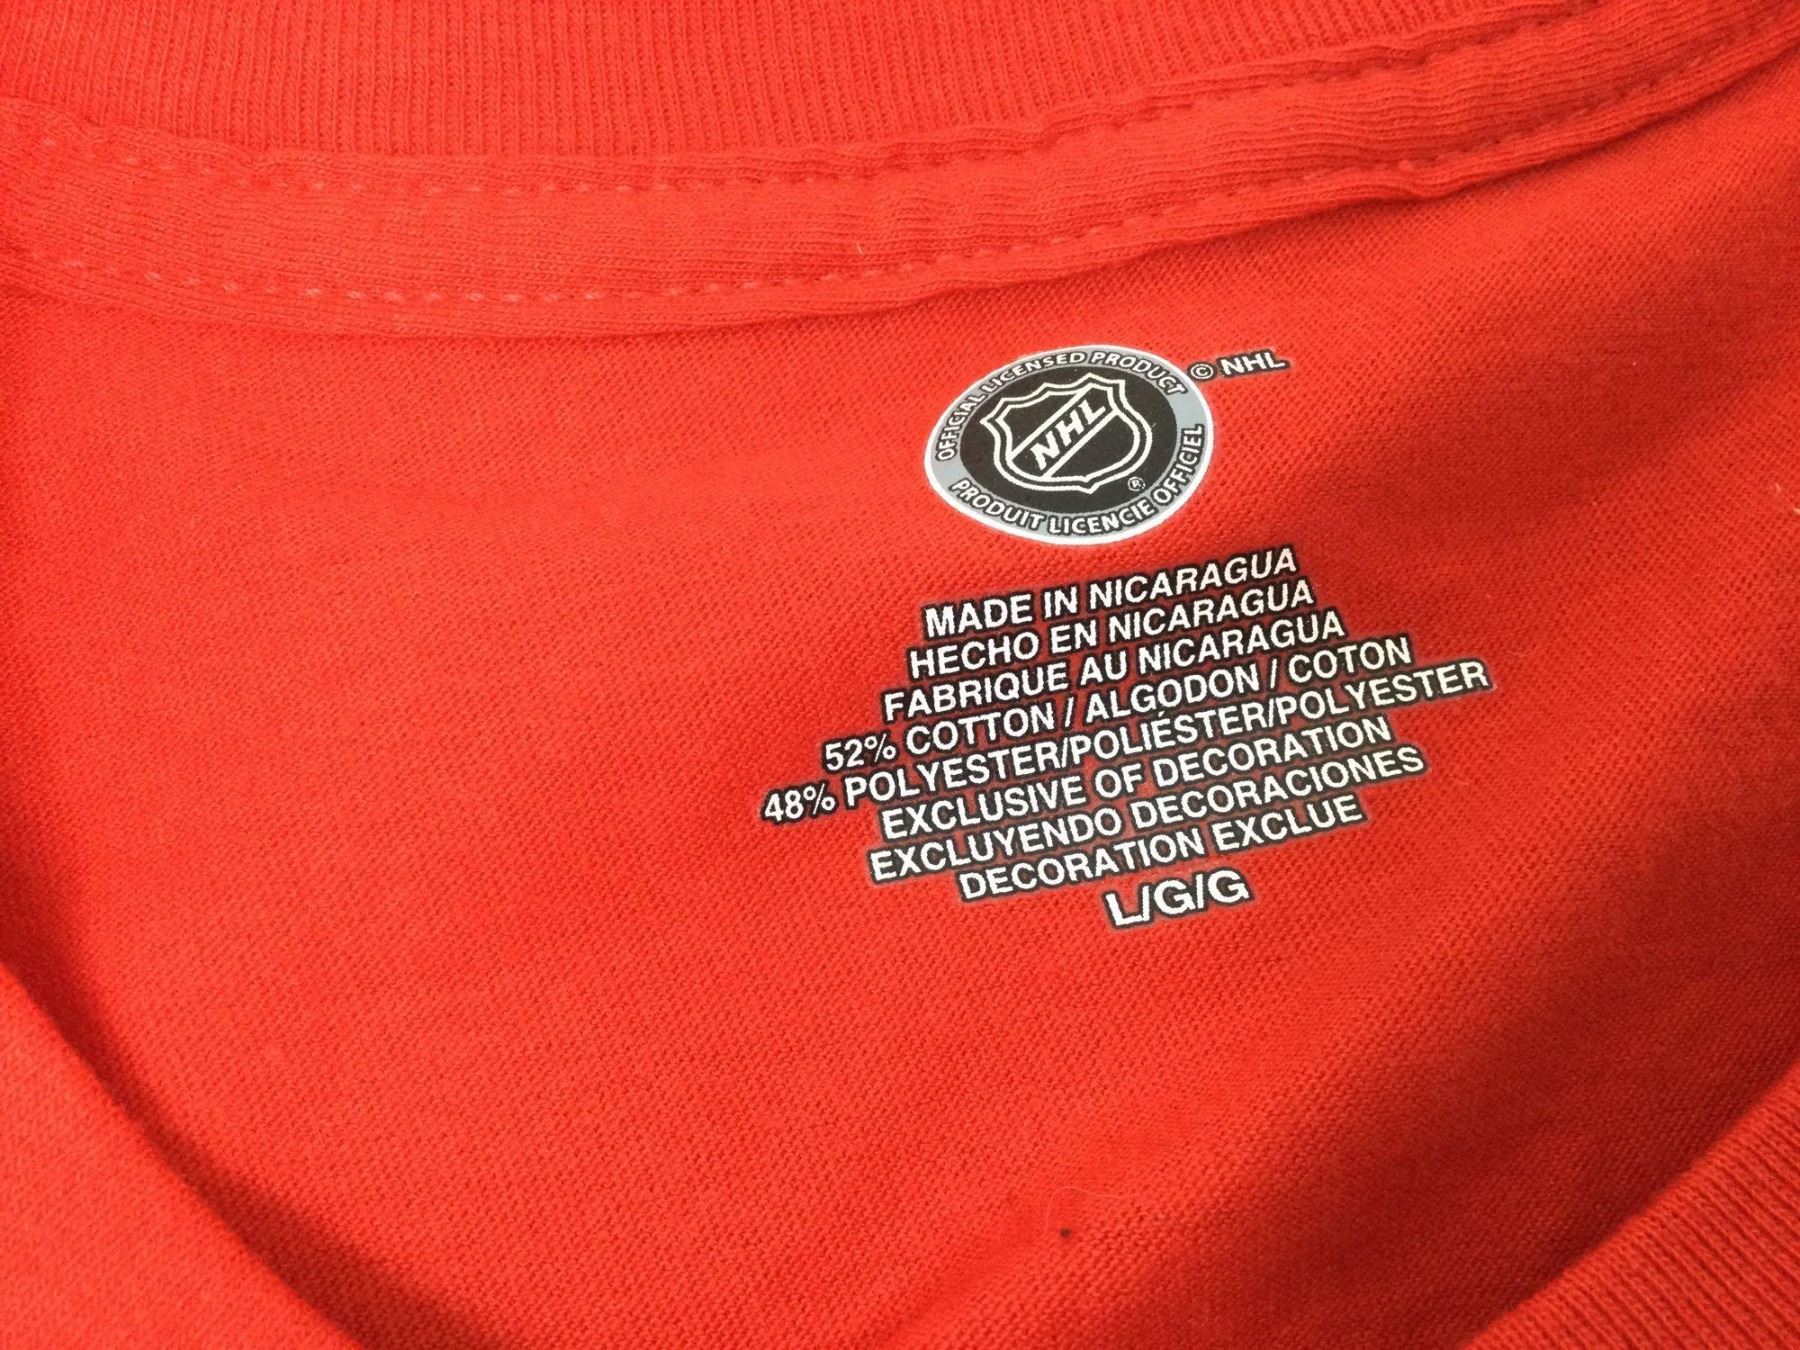 OFFICIAL LICENSED PRODUCT
© NHL
NHL
®
PRODUIT LICENCIE OFFICIEL
MADE IN NICARAGUA
HECHO EN NICARAGUA
FABRIQUE AU NICARAGUA
52% COTTON / ALGODON / COTON
48% POLYESTER/POLIÉSTER/POLYESTER
EXCLUSIVE OF DECORATION
EXCLUYENDO DECORACIONES
DECORATION EXCLUE
L/G/G